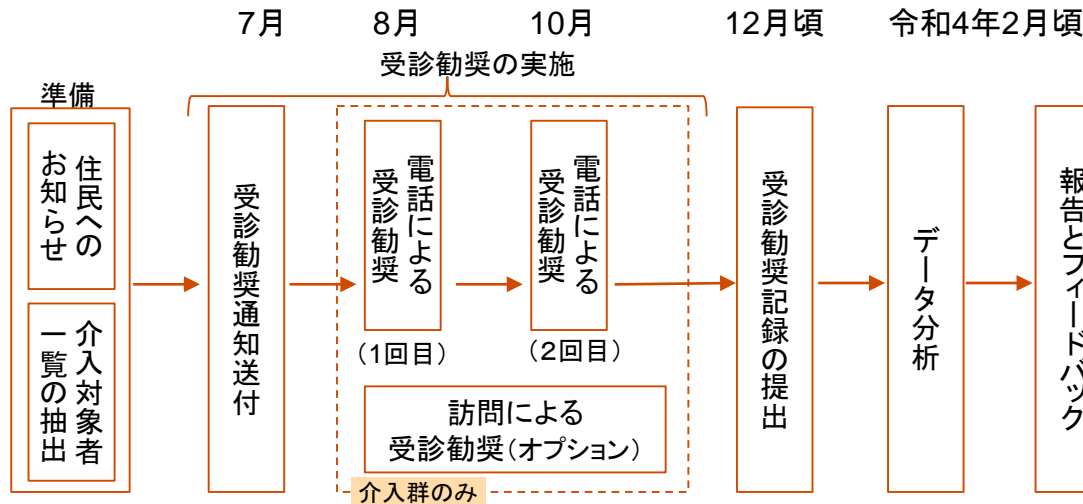 7月
8月
10月
12月頃
令和4年2月頃
受診勧奨の実施
準備
住民への
お知らせ
介入対象者
一覧の抽出
受診勧奨通知送付
電話による
受診勧奨
(1回目)
電話による
受診勧奨
(2回目)
訪問による
受診勧奨(オプション)
介入群のみ
受診勧奨記録の提出
データ分析
報告とフィードバック